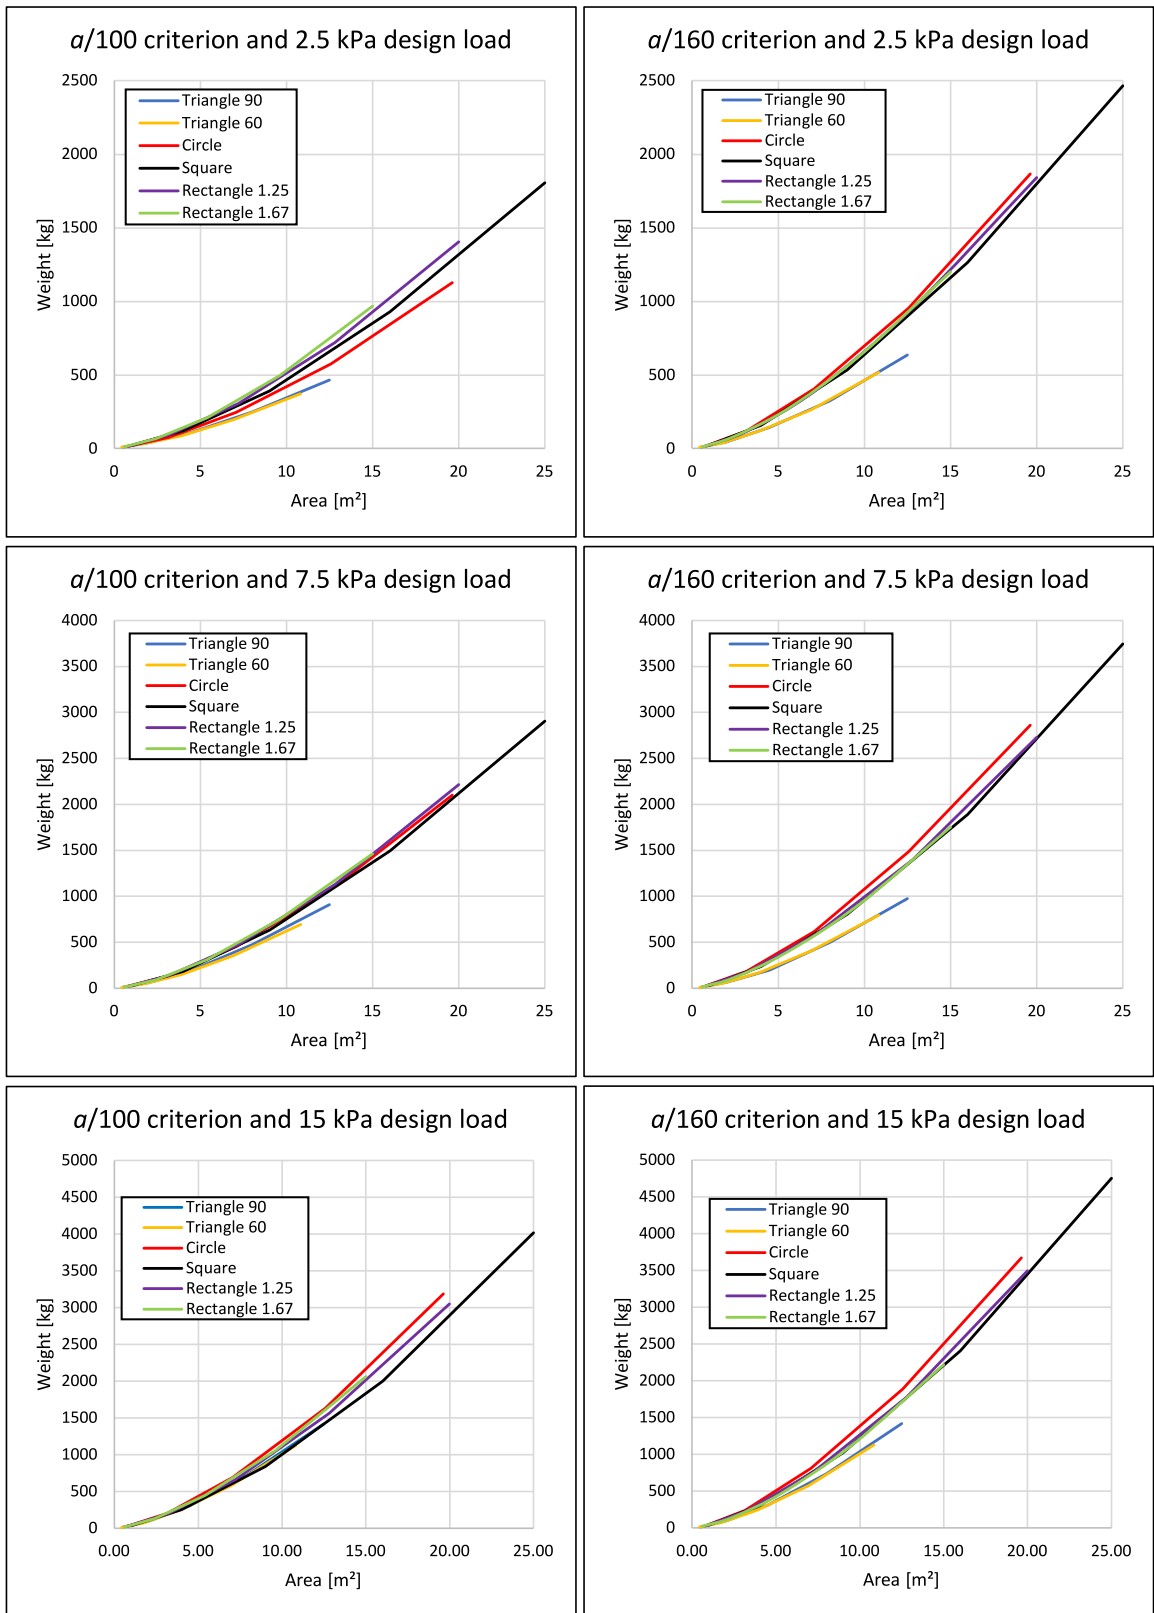 a/100 criterion and 2.5 kPa design load
2500
2000
1500
1000
500
0
Weight [kg]
Triangle 90
Triangle 60
Circle
Square
Rectangle 1.25
Rectangle 1.67
0 5 10 15 20 25
Area [m²]
a/160 criterion and 2.5 kPa design load
2500
2000
1500
1000
500
0
Weight [kg]
Triangle 90
Triangle 60
Circle
Square
Rectangle 1.25
Rectangle 1.67
0 5 10 15 20 25
Area [m²]
a/100 criterion and 7.5 kPa design load
4000
3500
3000
2500
2000
1500
1000
500
0
Weight [kg]
Triangle 90
Triangle 60
Circle
Square
Rectangle 1.25
Rectangle 1.67
0 5 10 15 20 25
Area [m²]
a/160 criterion and 7.5 kPa design load
4000
3500
3000
2500
2000
1500
1000
500
0
Weight [kg]
Triangle 90
Triangle 60
Circle
Square
Rectangle 1.25
Rectangle 1.67
0 5 10 15 20 25
Area [m²]
a/100 criterion and 15 kPa design load
5000
4500
4000
3500
3000
2500
2000
1500
1000
500
0
Weight [kg]
Triangle 90
Triangle 60
Circle
Square
Rectangle 1.25
Rectangle 1.67
0.00 5.00 10.00 15.00 20.00 25.00
Area [m²]
a/160 criterion and 15 kPa design load
5000
4500
4000
3500
3000
2500
2000
1500
1000
500
0
Weight [kg]
Triangle 90
Triangle 60
Circle
Square
Rectangle 1.25
Rectangle 1.67
0.00 5.00 10.00 15.00 20.00 25.00
Area [m²]